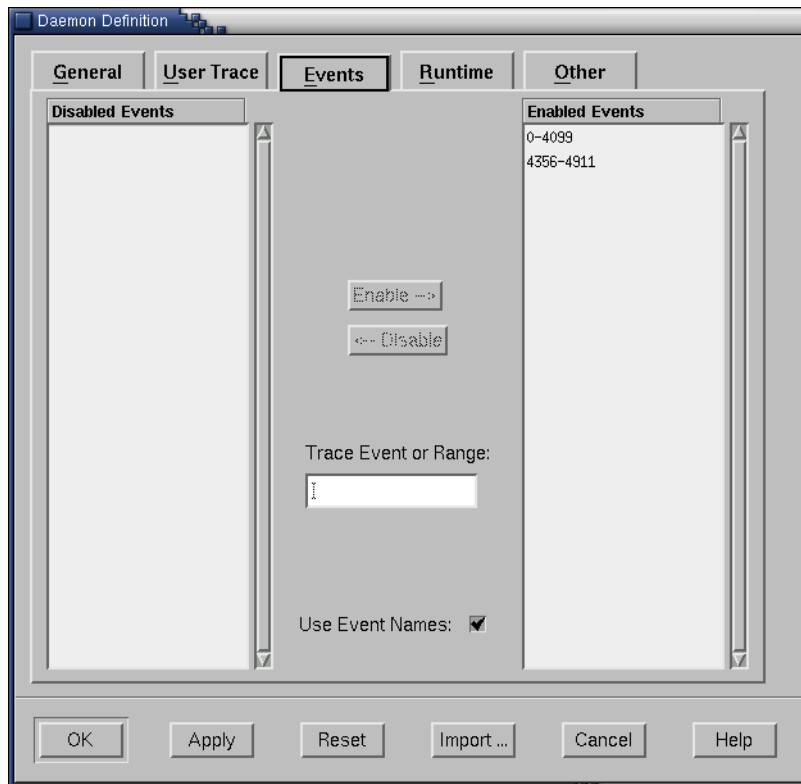 Daemon Definition
General
User Trace
Events
Runtime
Other
Disabled Events
Enabled Events
0-4099
4356-4911
Enable -->
<-- Disable
Trace Event or Range:
Use Event Names:
OK
Apply
Reset
Import ...
Cancel
Help